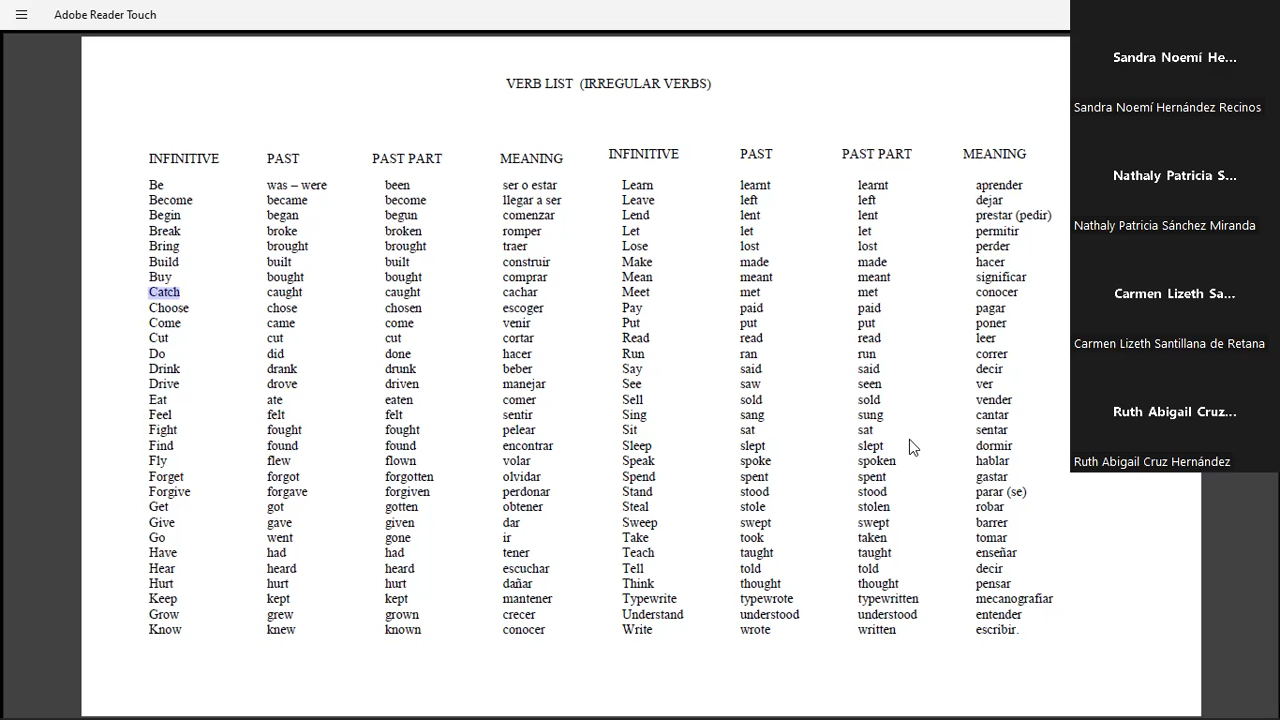 Adobe Reader Touch
VERB LIST (IRREGULAR VERBS)
INFINITIVE PAST PAST PART MEANING INFINITIVE PAST PAST PART MEANING
Be was – were been ser o estar Learn learnt learnt aprender
Become became become llegar a ser Leave left left dejar
Begin began begun comenzar Lend lent lent prestar (pedir)
Break broke broken romper Let let let permitir
Bring brought brought traer Lose lost lost perder
Build built built construir Make made made hacer
Buy bought bought comprar Mean meant meant significar
Catch caught caught cachar Meet met met conocer
Choose chose chosen escoger Pay paid paid pagar
Come came come venir Put put put poner
Cut cut cut cortar Read read read leer
Do did done hacer Run ran run correr
Drink drank drunk beber Say said said decir
Drive drove driven manejar See saw seen ver
Eat ate eaten comer Sell sold sold vender
Feel felt felt sentir Sing sang sung cantar
Fight fought fought pelear Sit sat sat sentar
Find found found encontrar Sleep slept slept dormir
Fly flew flown volar Speak spoke spoken hablar
Forget forgot forgotten olvidar Spend spent spent gastar
Forgive forgave forgiven perdonar Stand stood stood parar (se)
Get got gotten obtener Steal stole stolen robar
Give gave given dar Sweep swept swept barrer
Go went gone ir Take took taken tomar
Have had had tener Teach taught taught enseñar
Hear heard heard escuchar Tell told told decir
Hurt hurt hurt dañar Think thought thought pensar
Keep kept kept mantener Typewrite typewrote typewritten mecanografiar
Grow grew grown crecer Understand understood understood entender
Know knew known conocer Write wrote written escribir.
Sandra Noemí He...
Sandra Noemí Hernández Recinos
Nathaly Patricia S...
Nathaly Patricia Sánchez Miranda
Carmen Lizeth Sa...
Carmen Lizeth Santillana de Retana
Ruth Abigail Cruz...
Ruth Abigail Cruz Hernández